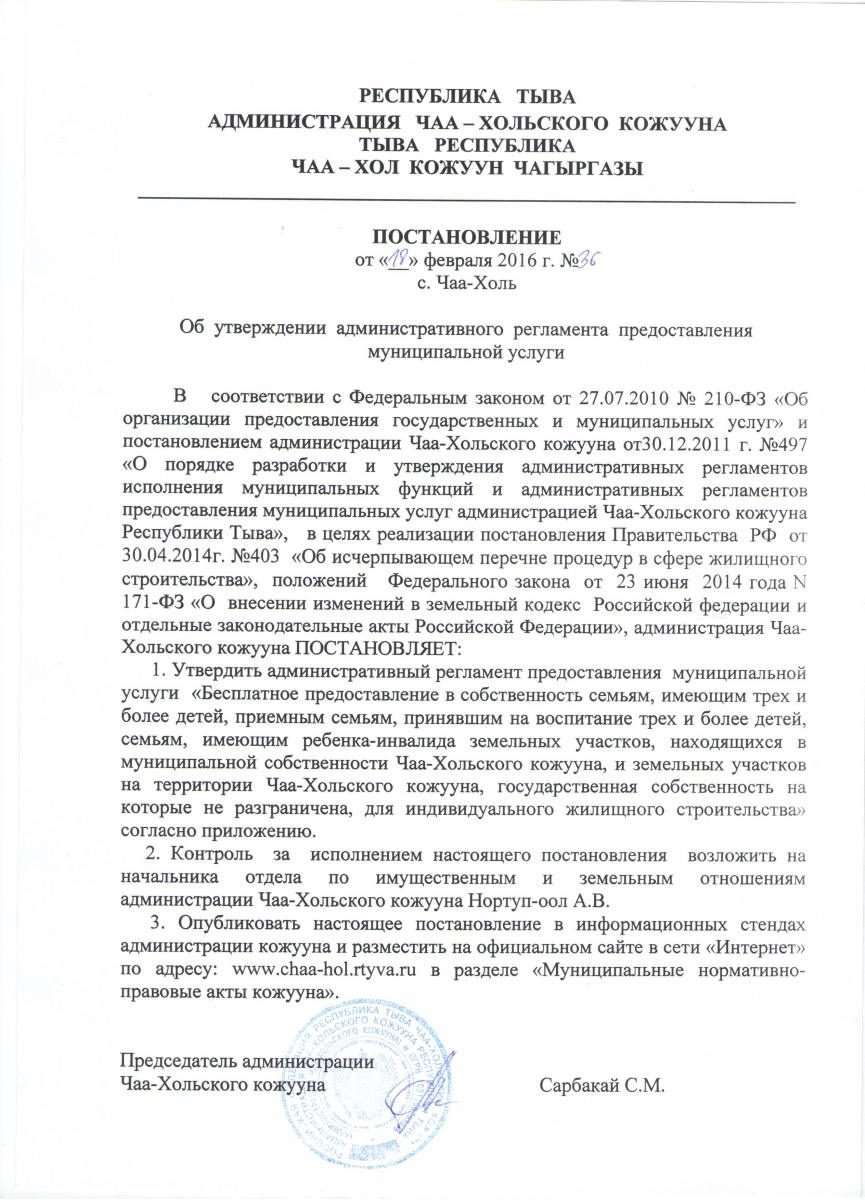 РЕСПУБЛИКА ТЫВА
АДМИНИСТРАЦИЯ ЧАА – ХОЛЬСКОГО КОЖУУНА
ТЫВА РЕСПУБЛИКА
ЧАА – ХОЛ КОЖУУН ЧАГЫРГАЗЫ
ПОСТАНОВЛЕНИЕ
от «18» февраля 2016 г. №36
с. Чаа-Холь
Об утверждении административного регламента предоставления
муниципальной услуги
В соответствии с Федеральным законом от 27.07.2010 № 210-ФЗ «Об
организации предоставления государственных и муниципальных услуг» и
постановлением администрации Чаа-Хольского кожууна от30.12.2011 г. №497
«О порядке разработки и утверждения административных регламентов
исполнения муниципальных функций и административных регламентов
предоставления муниципальных услуг администрацией Чаа-Хольского кожууна
Республики Тыва», в целях реализации постановления Правительства РФ от
30.04.2014г. №403 «Об исчерпывающем перечне процедур в сфере жилищного
строительства», положений Федерального закона от 23 июня 2014 года N
171-ФЗ «О внесении изменений в земельный кодекс Российской федерации и
отдельные законодательные акты Российской Федерации», администрация Чаа-
Хольского кожууна ПОСТАНОВЛЯЕТ:
1. Утвердить административный регламент предоставления муниципальной
услуги «Бесплатное предоставление в собственность семьям, имеющим трех и
более детей, приемным семьям, принявшим на воспитание трех и более детей,
семьям, имеющим ребенка-инвалида земельных участков, находящихся в
муниципальной собственности Чаа-Хольского кожууна, и земельных участков
на территории Чаа-Хольского кожууна, государственная собственность на
которые не разграничена, для индивидуального жилищного строительства»
согласно приложению.
2. Контроль за исполнением настоящего постановления возложить на
начальника отдела по имущественным и земельным отношениям
администрации Чаа-Хольского кожууна Нортуп-оол А.В.
3. Опубликовать настоящее постановление в информационных стендах
администрации кожууна и разместить на официальном сайте в сети «Интернет»
по адресу: www.chaa-hol.rtyva.ru в разделе «Муниципальные нормативно-
правовые акты кожууна».
Председатель администрации
Чаа-Хольского кожууна Сарбакай С.М.